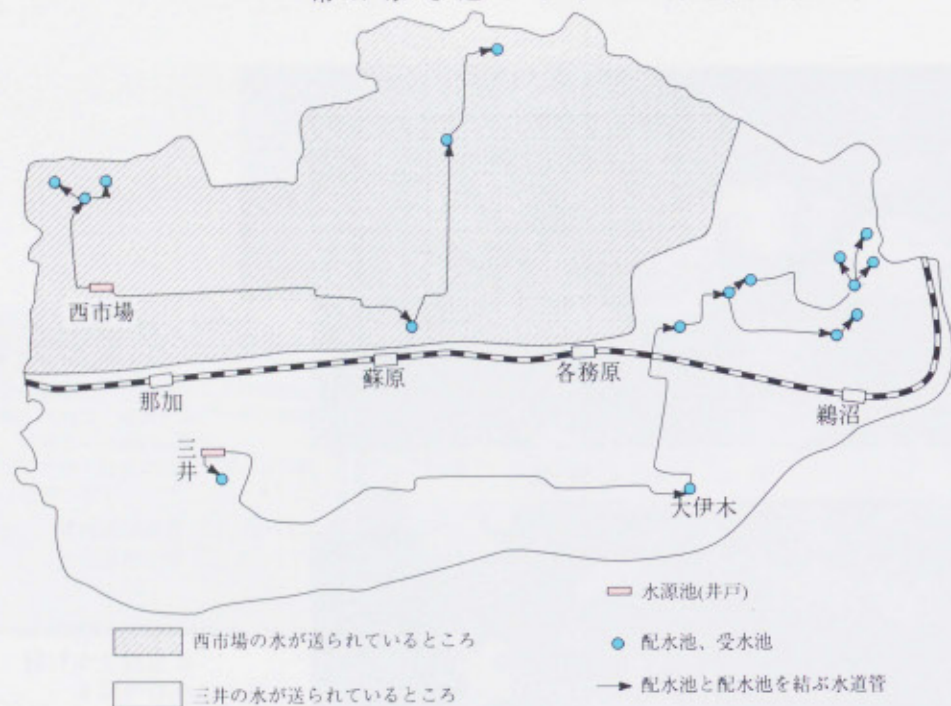 西市場
那加
蘇原
各務原
鵜沼
三井
大伊木
水源池(井戸)
西市場の水が送られているところ
配水池、受水池
三井の水が送られているところ
配水池と配水池を結ぶ水道管